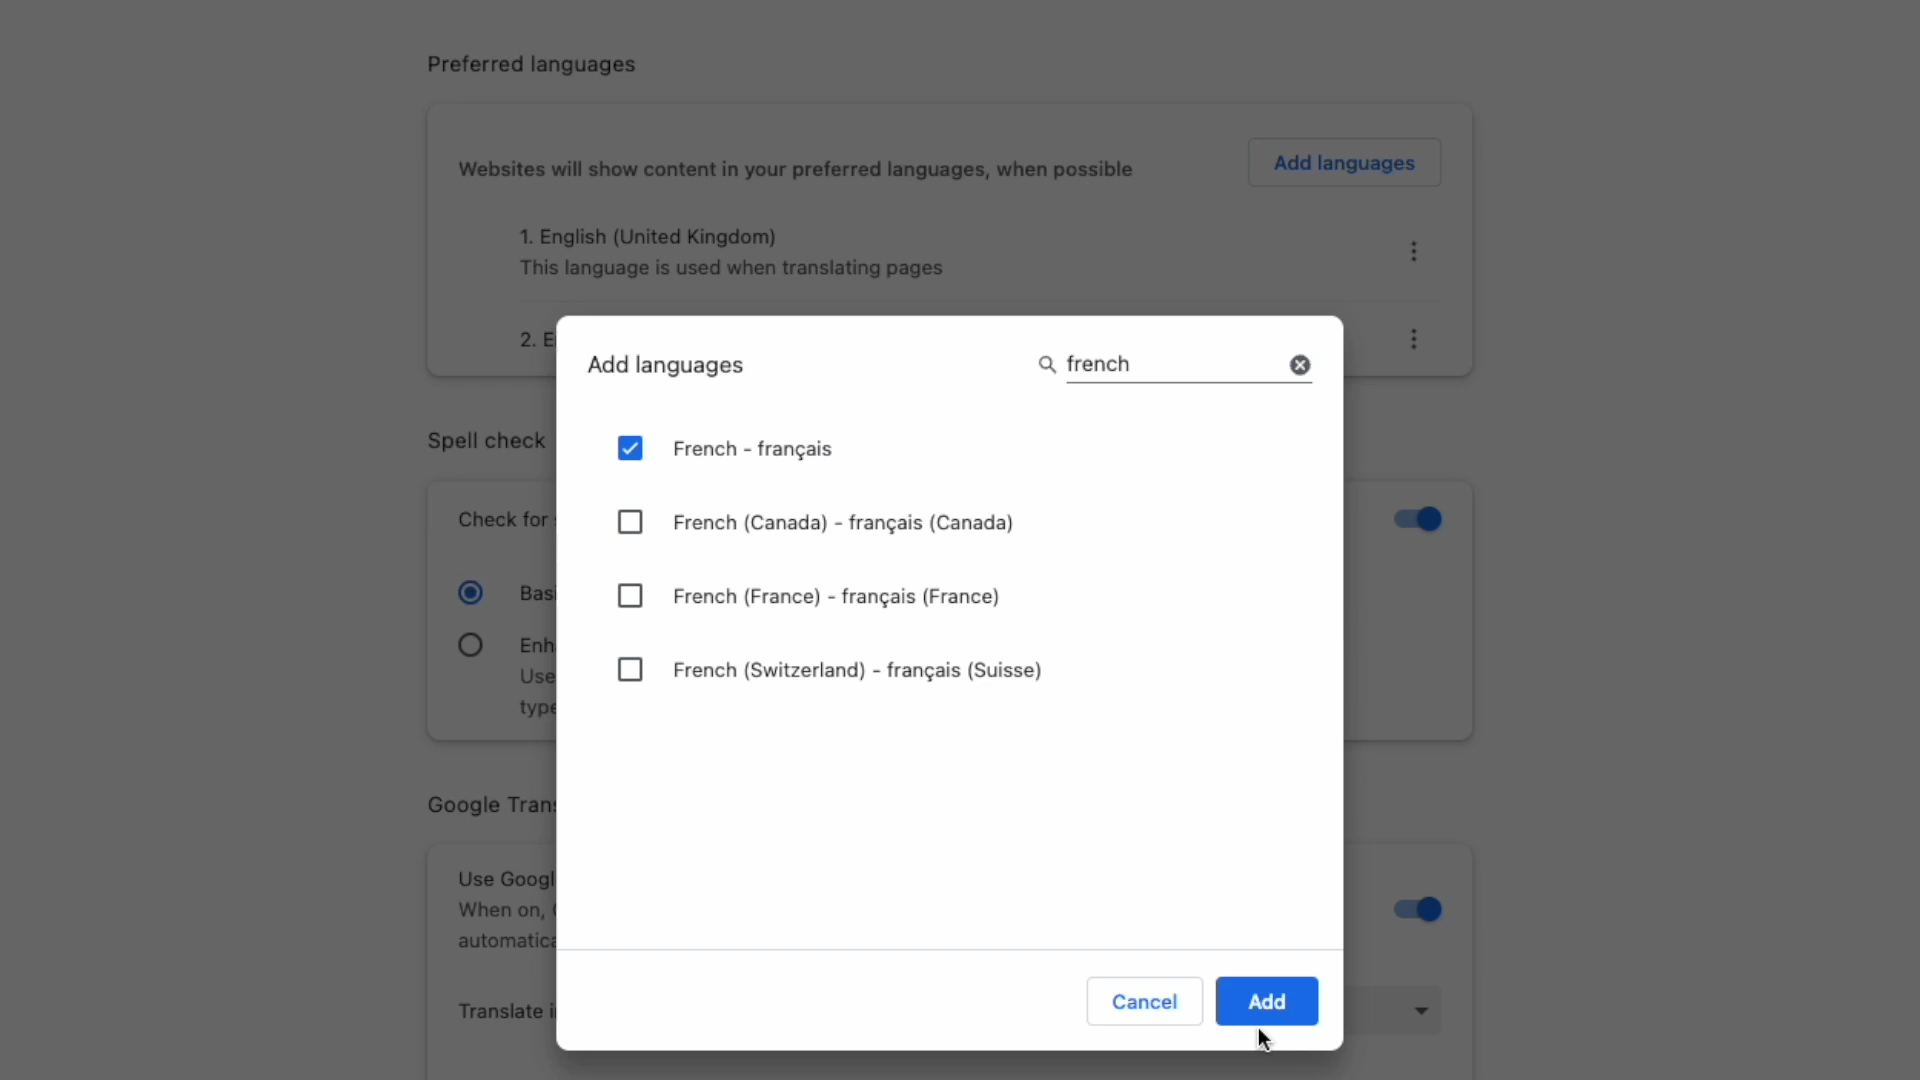 Preferred languages
Websites will show content in your preferred languages, when possible
Add languages
1. English (United Kingdom)
This language is used when translating pages
2. E
Add languages
french
Spell check
French - français
Check for
French (Canada) - français (Canada)
Basi
French (France) - français (France)
Enh
French (Switzerland) - français (Suisse)
Use
type
Google Trans
Use Googl
When on,
automatica
Cancel
Add
Translate i